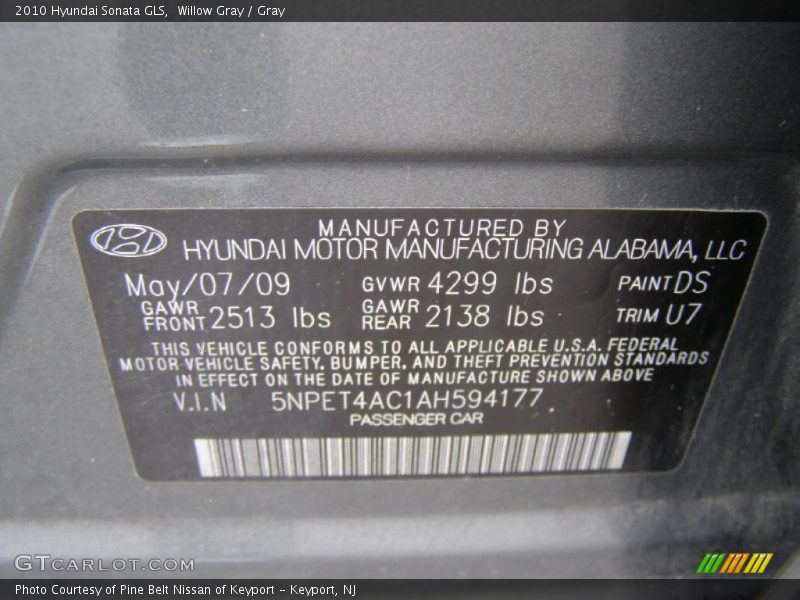 2010 Hyundai Sonata GLS, Willow Gray / Gray
MANUFACTURED BY
HYUNDAI MOTOR MANUFACTURING ALABAMA, LLC
May/07/09 GVWR 4299 lbs PAINT DS
GAWR FRONT 2513 lbs GAWR REAR 2138 lbs TRIM U7
THIS VEHICLE CONFORMS TO ALL APPLICABLE U.S.A. FEDERAL
MOTOR VEHICLE SAFETY, BUMPER, AND THEFT PREVENTION STANDARDS
IN EFFECT ON THE DATE OF MANUFACTURE SHOWN ABOVE
V.I.N 5NPET4AC1AH594177
PASSENGER CAR
GTCARLOT.COM
Photo Courtesy of Pine Belt Nissan of Keyport – Keyport, NJ